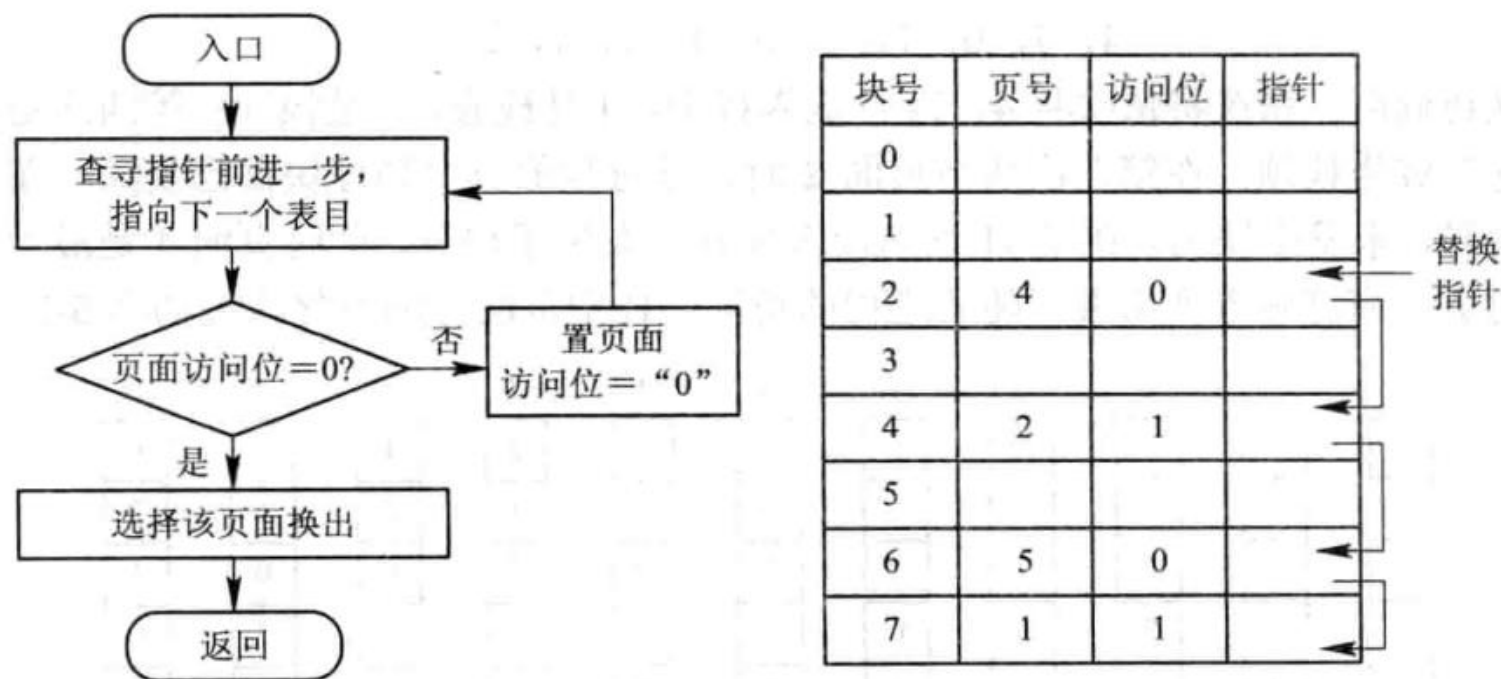 入口
查寻指针前进一步，
指向下一个表目
页面访问位＝0?
否
置页面
访问位＝“0”
是
选择该页面换出
返回
块号 页号 访问位 指针
0
1
2 4 0
3
4 2 1
5
6 5 0
7 1 1
替换
指针